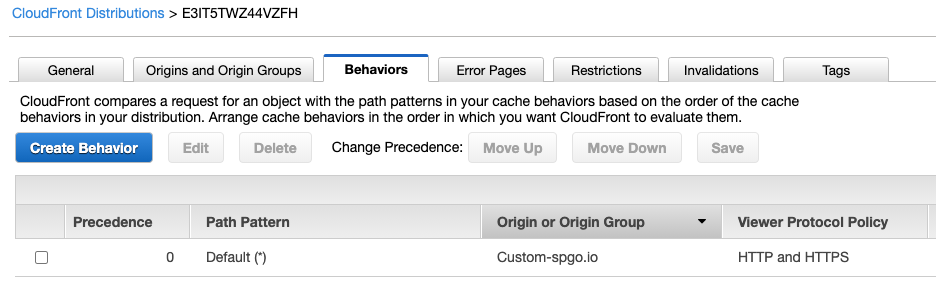 CloudFront Distributions > E3IT5TWZ44VZFH
General Origins and Origin Groups Behaviors Error Pages Restrictions Invalidations Tags
CloudFront compares a request for an object with the path patterns in your cache behaviors based on the order of the cache
behaviors in your distribution. Arrange cache behaviors in the order in which you want CloudFront to evaluate them.
Create Behavior Edit Delete Change Precedence: Move Up Move Down Save
Precedence Path Pattern Origin or Origin Group Viewer Protocol Policy
0 Default (*) Custom-spgo.io HTTP and HTTPS